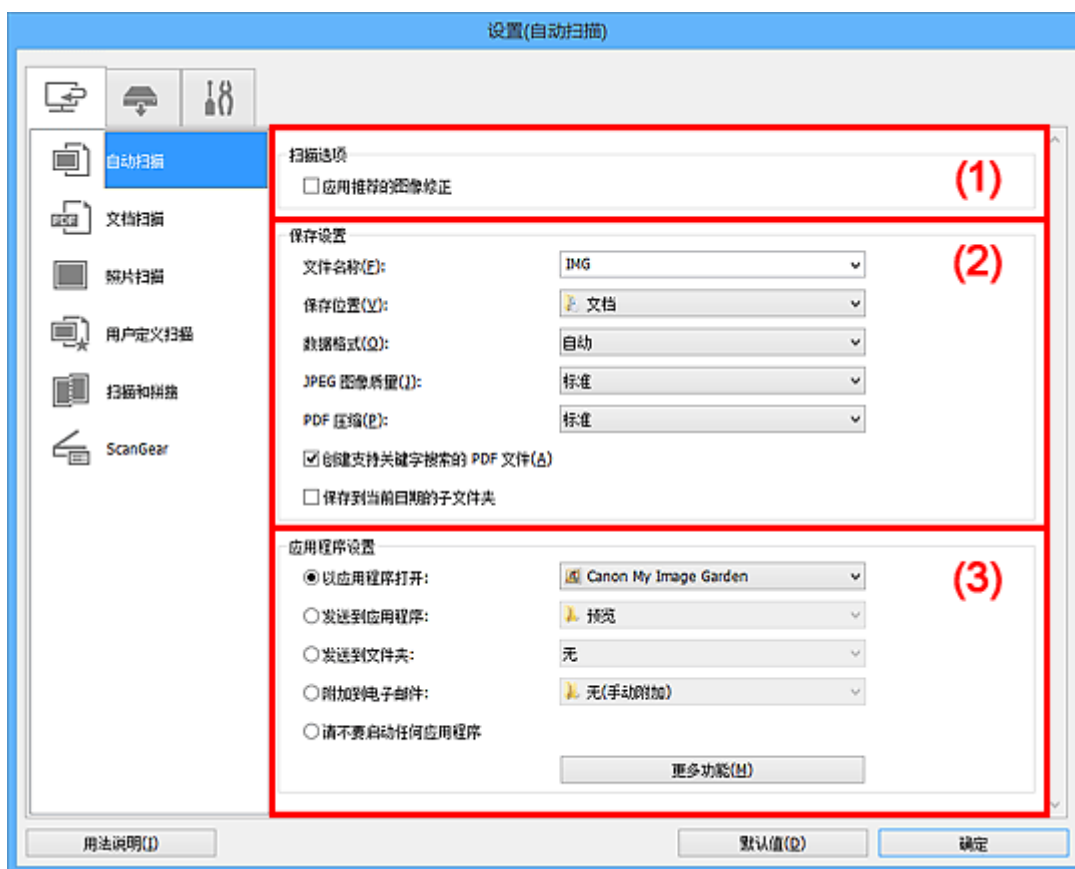 设置(自动扫描)
自动扫描
文档扫描
照片扫描
用户定义扫描
扫描和拼接
ScanGear
扫描选项
应用推荐的图像修正
(1)
保存设置
(2)
文件名称(F): IMG
保存位置(V): 文档
数据格式(O): 自动
JPEG 图像质量(J): 标准
PDF 压缩(P): 标准
创建支持关键字搜索的 PDF 文件(A)
保存到当前日期的子文件夹
应用程序设置
(3)
以应用程序打开: Canon My Image Garden
发送到应用程序: 预览
发送到文件夹: 无
附加到电子邮件: 无(手动附加)
请不要启动任何应用程序
更多功能(M)
用法说明(I) 默认值(D) 确定